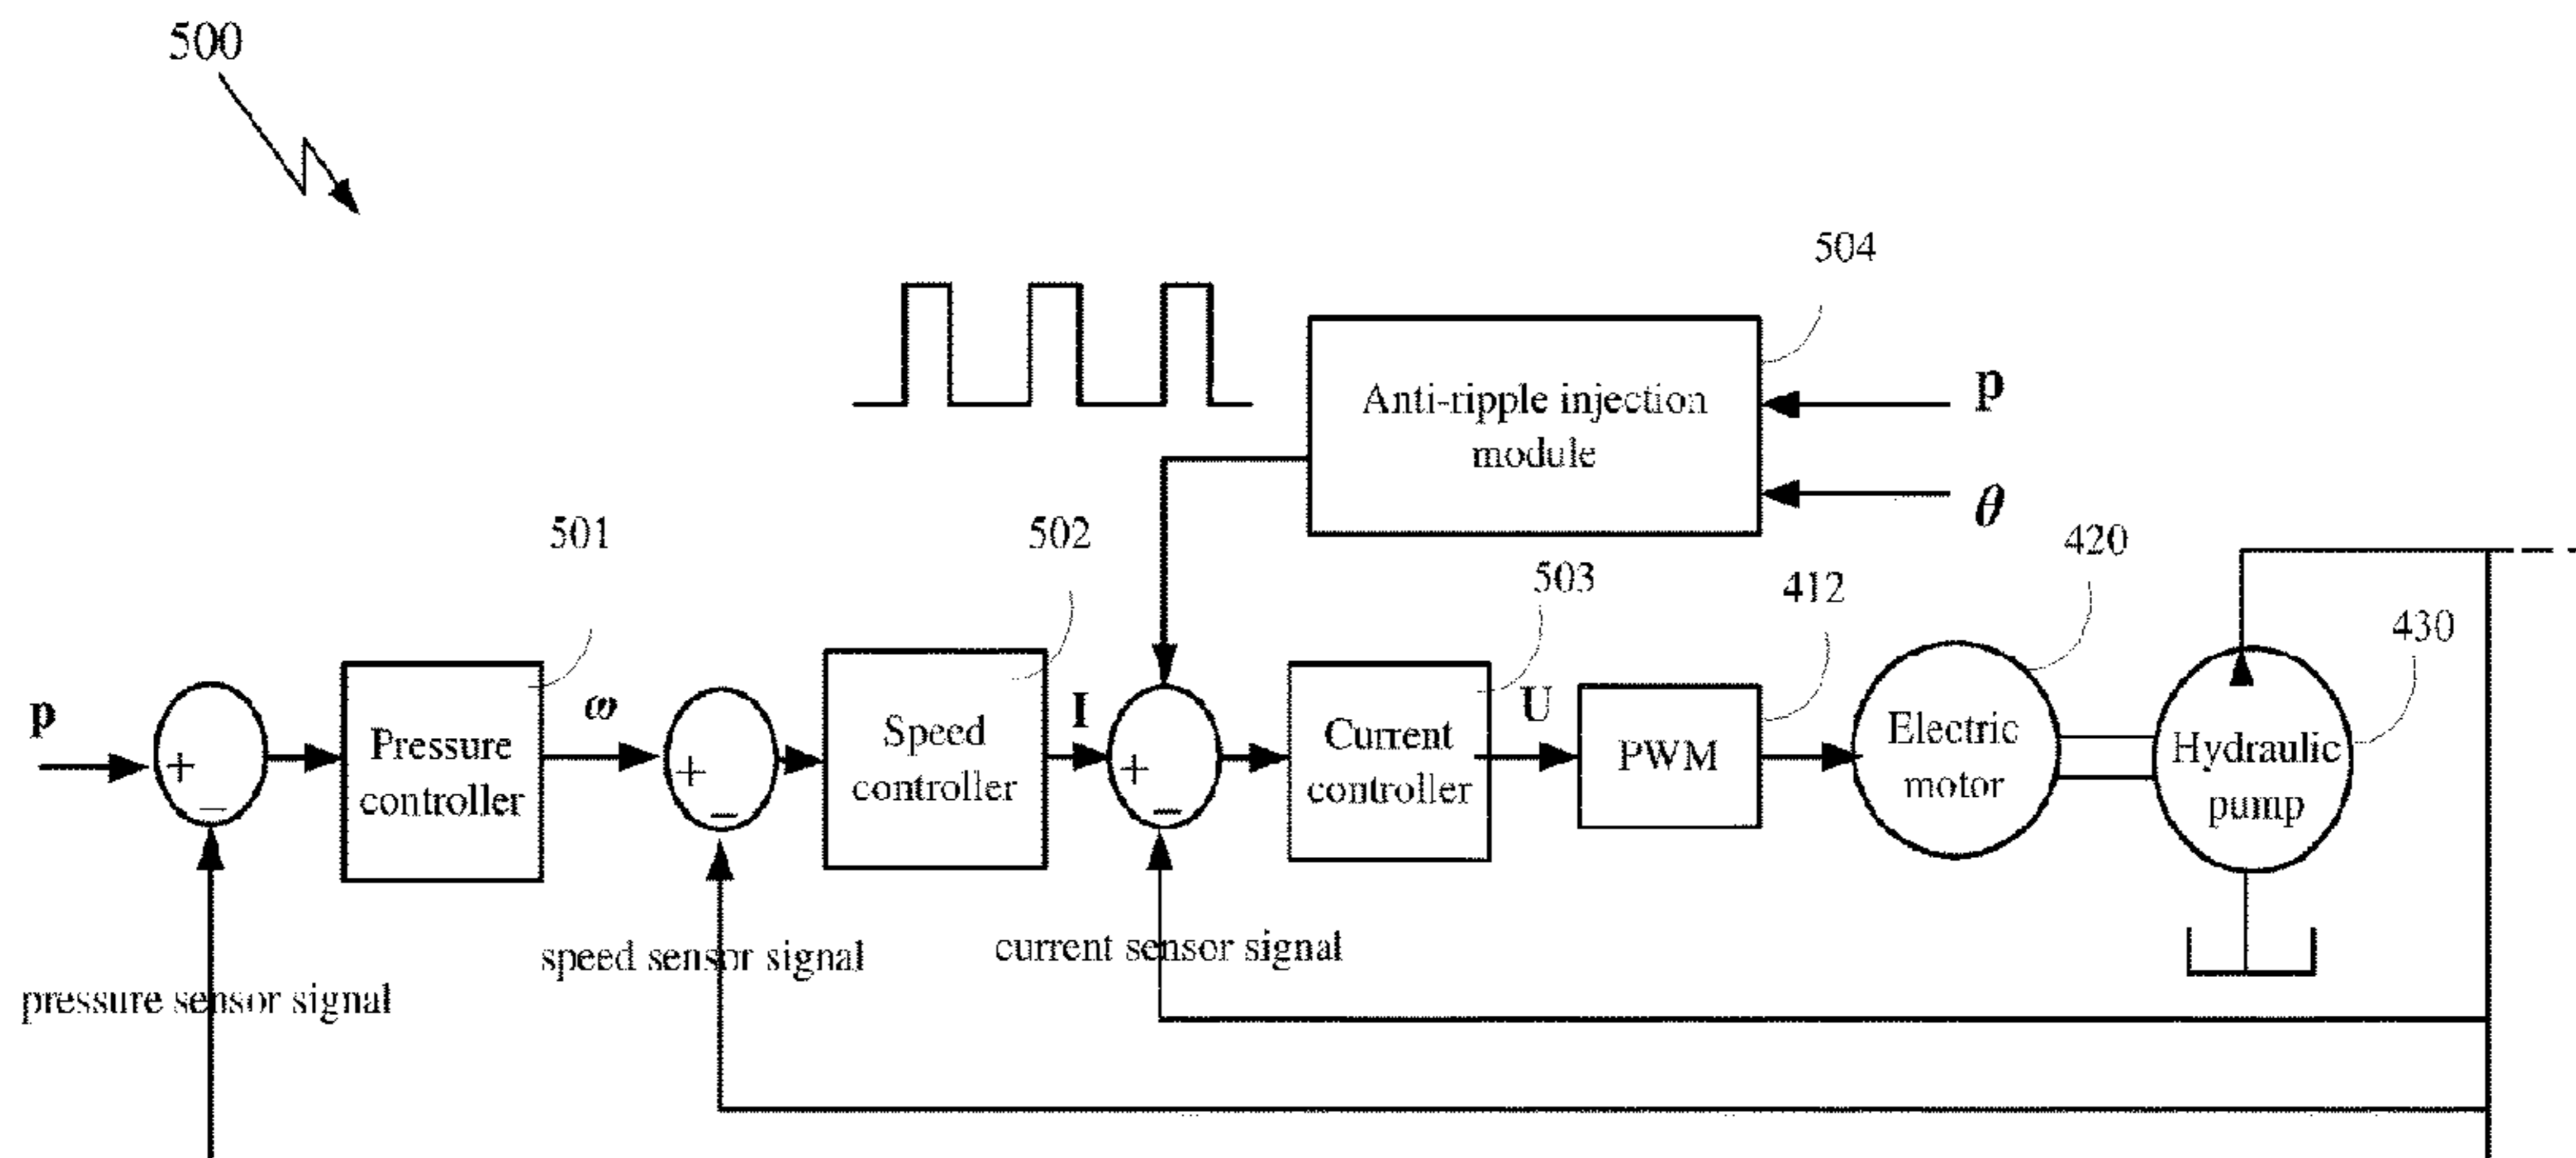 500
504
Anti-ripple injection
module
p
θ
501
502
503
412
420
430
p
+
−
Pressure
controller
ω
+
−
Speed
controller
I
+
−
Current
controller
U
PWM
Electric
motor
Hydraulic
pump
pressure sensor signal
speed sensor signal
current sensor signal